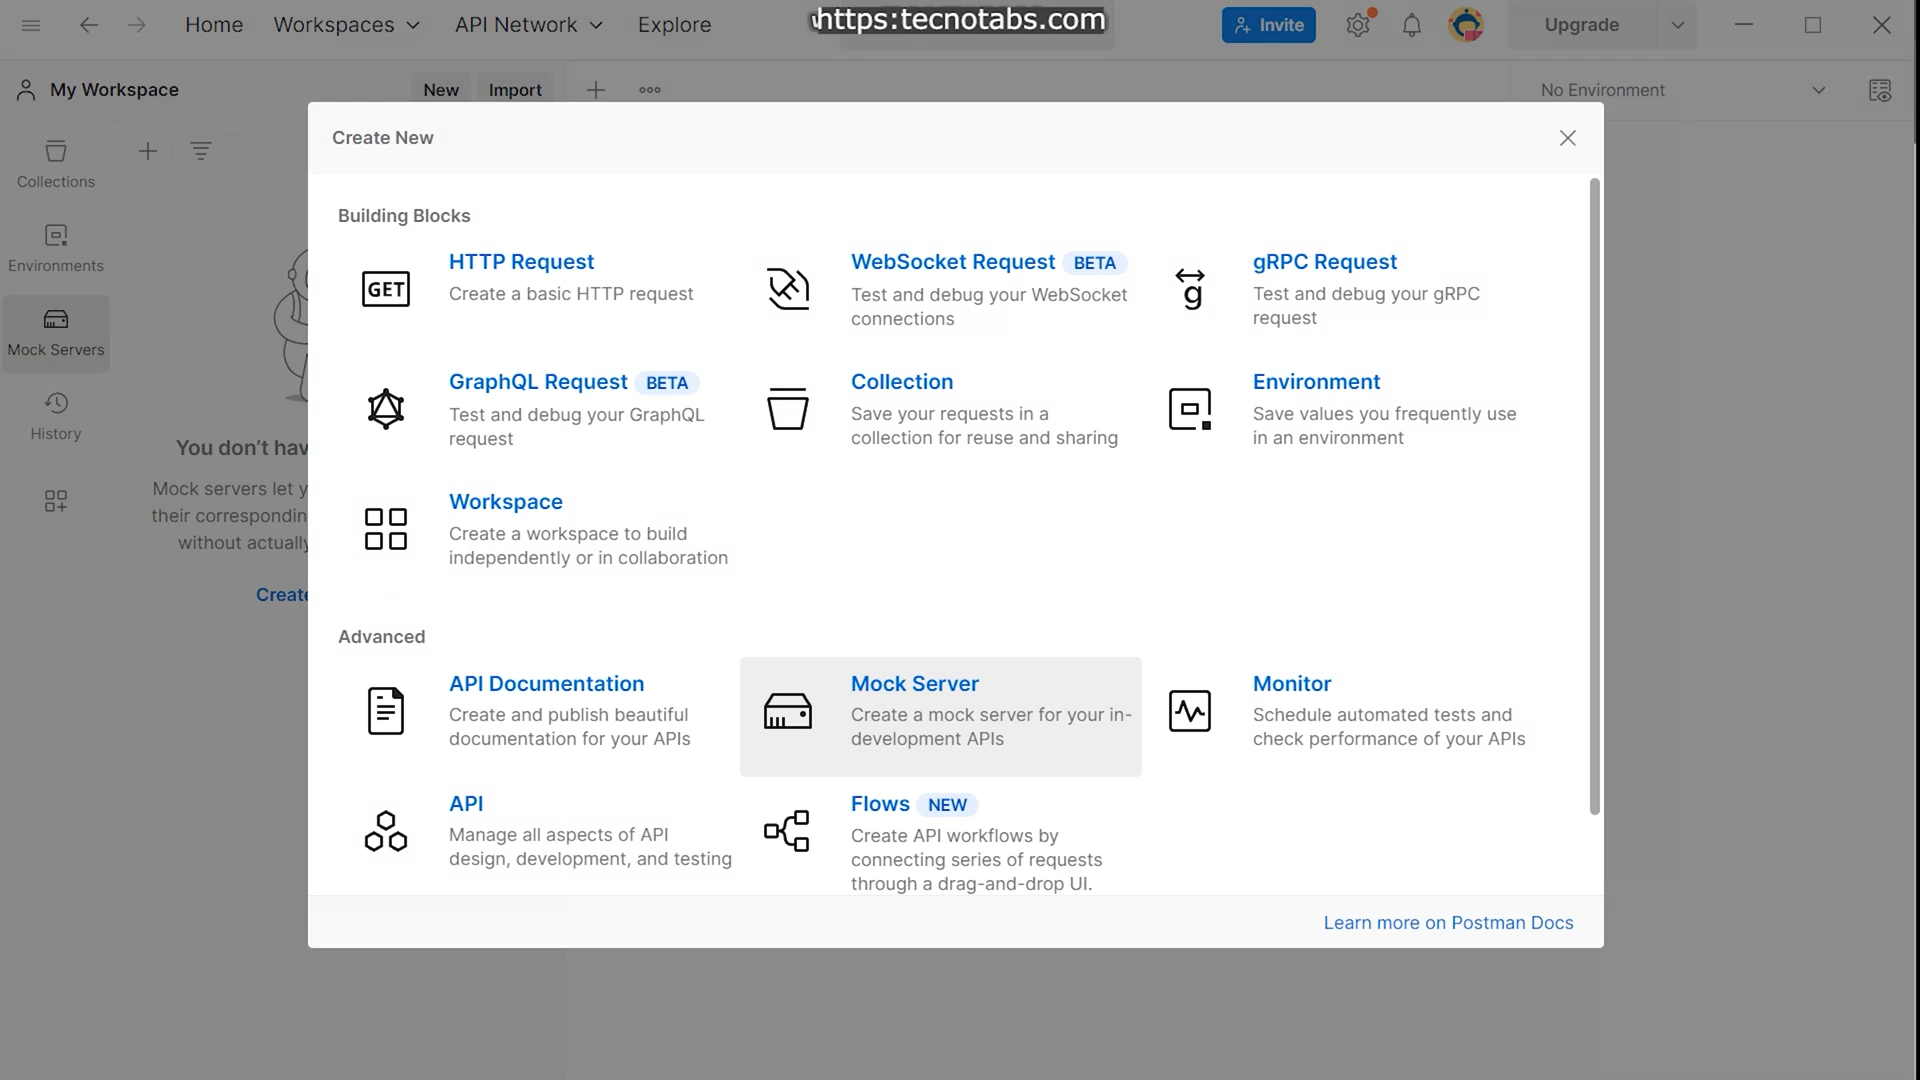 Home
Workspaces
API Network
Explore
https:tecnotabs.com
Invite
Upgrade
My Workspace
New
Import
No Environment
Create New
Collections
Environments
Mock Servers
History
You don’t hav
Mock servers let y
their correspondin
without actually
Create
Building Blocks
GET
HTTP Request
Create a basic HTTP request
WebSocket Request BETA
Test and debug your WebSocket
connections
g
gRPC Request
Test and debug your gRPC
request
GraphQL Request BETA
Test and debug your GraphQL
request
Collection
Save your requests in a
collection for reuse and sharing
Environment
Save values you frequently use
in an environment
Workspace
Create a workspace to build
independently or in collaboration
Advanced
API Documentation
Create and publish beautiful
documentation for your APIs
Mock Server
Create a mock server for your in-
development APIs
Monitor
Schedule automated tests and
check performance of your APIs
API
Manage all aspects of API
design, development, and testing
Flows NEW
Create API workflows by
connecting series of requests
through a drag-and-drop UI.
Learn more on Postman Docs